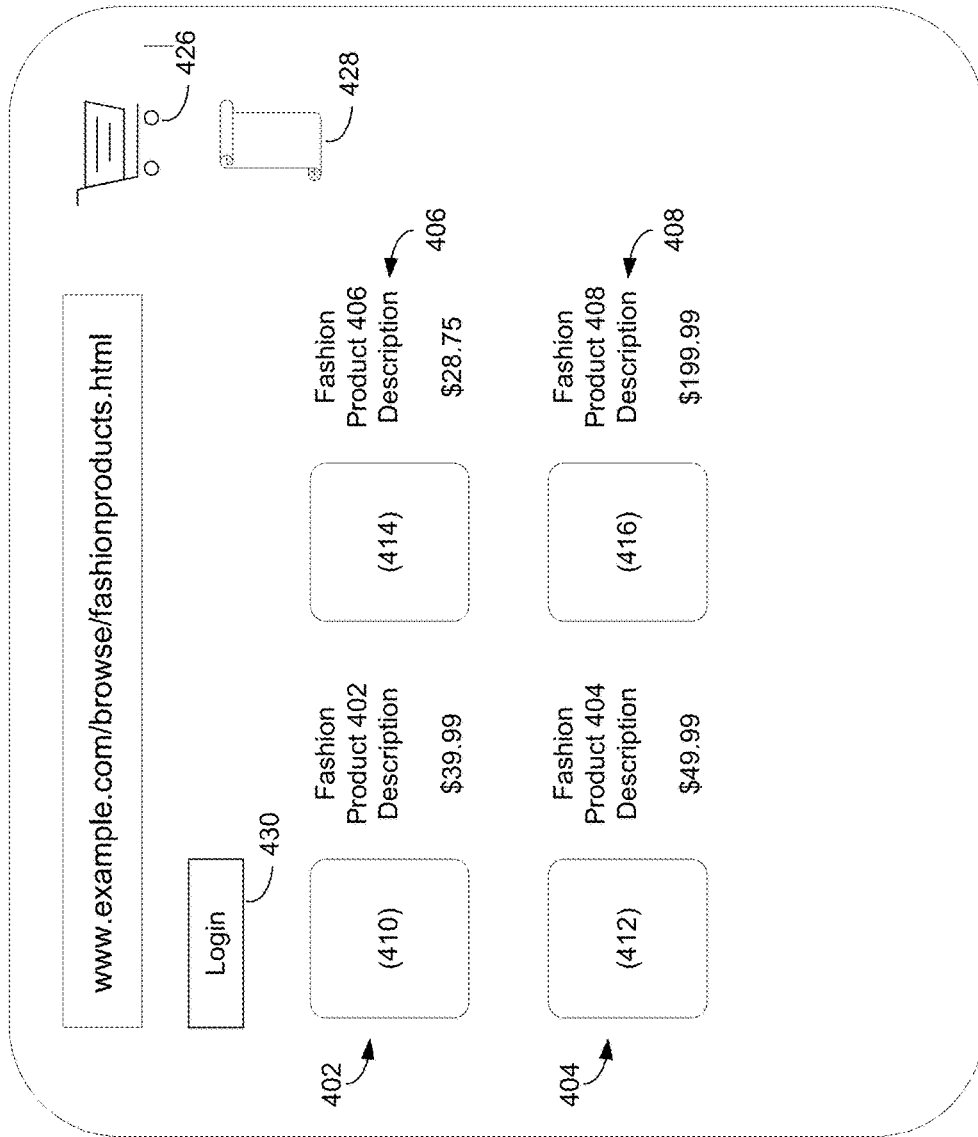 www.example.com/browse/fashionproducts.html
426
Login
430
428
402
(410)
Fashion
Product 402
Description
$39.99
(414)
Fashion
Product 406
Description
$28.75
406
404
(412)
Fashion
Product 404
Description
$49.99
(416)
Fashion
Product 408
Description
$199.99
408